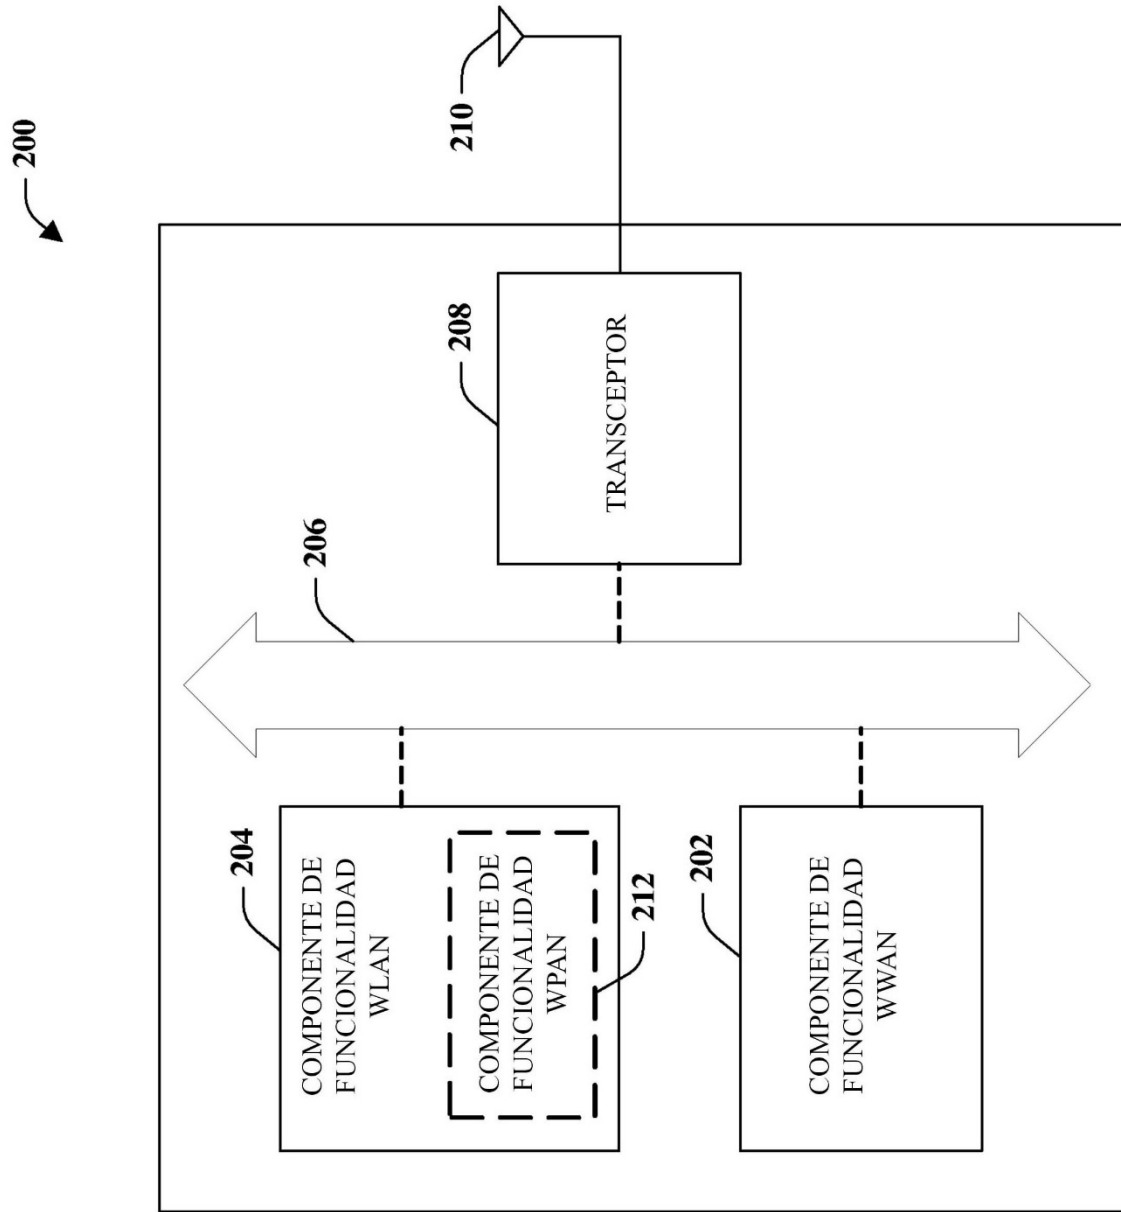 200
204
COMPONENTE DE
FUNCIONALIDAD
WLAN
COMPONENTE DE
FUNCIONALIDAD
WPAN
212
202
COMPONENTE DE
FUNCIONALIDAD
WWAN
206
208
TRANSCEPTOR
210